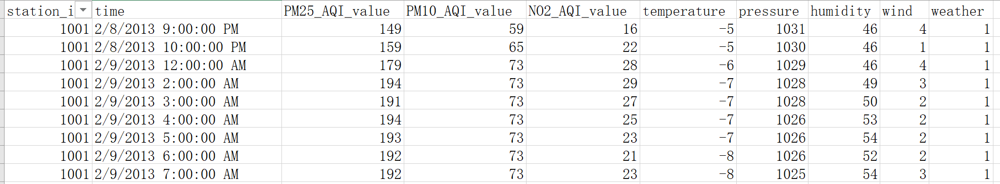 station_i time PM25_AQI_value PM10_AQI_value NO2_AQI_value temperature pressure humidity wind weather
1001 2/8/2013 9:00:00 PM 149 59 16 -5 1031 46 4 1
1001 2/8/2013 10:00:00 PM 159 65 22 -5 1030 46 1 1
1001 2/9/2013 12:00:00 AM 179 73 28 -6 1029 46 4 1
1001 2/9/2013 2:00:00 AM 194 73 29 -7 1028 49 3 1
1001 2/9/2013 3:00:00 AM 191 73 27 -7 1028 50 2 1
1001 2/9/2013 4:00:00 AM 194 73 25 -7 1026 53 2 1
1001 2/9/2013 5:00:00 AM 193 73 23 -7 1026 54 2 1
1001 2/9/2013 6:00:00 AM 192 73 21 -8 1026 52 2 1
1001 2/9/2013 7:00:00 AM 192 73 23 -8 1025 54 3 1